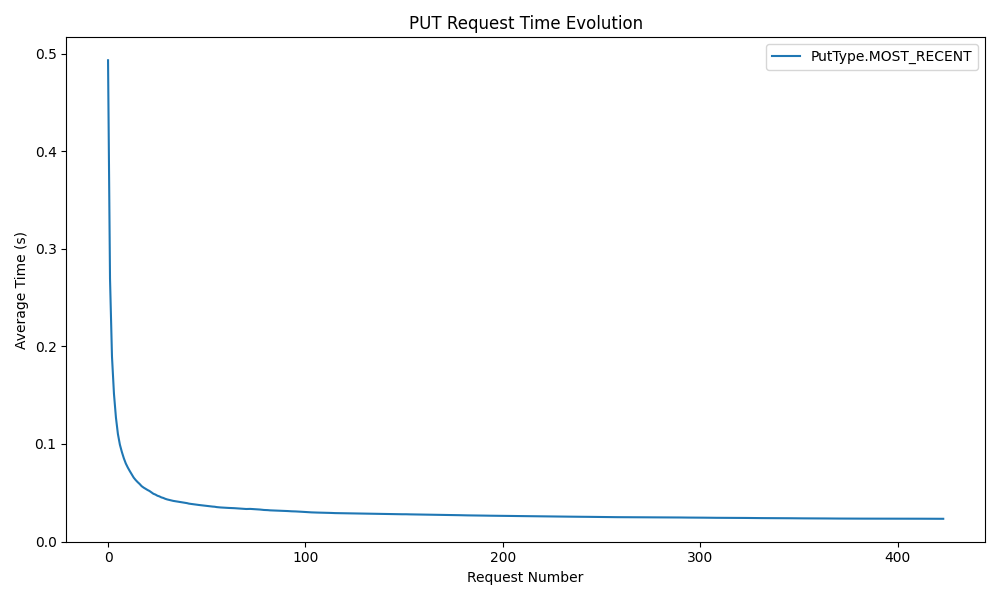 PUT Request Time Evolution
PutType.MOST_RECENT
Average Time (s)
0.5
0.4
0.3
0.2
0.1
0.0
0 100 200 300 400
Request Number